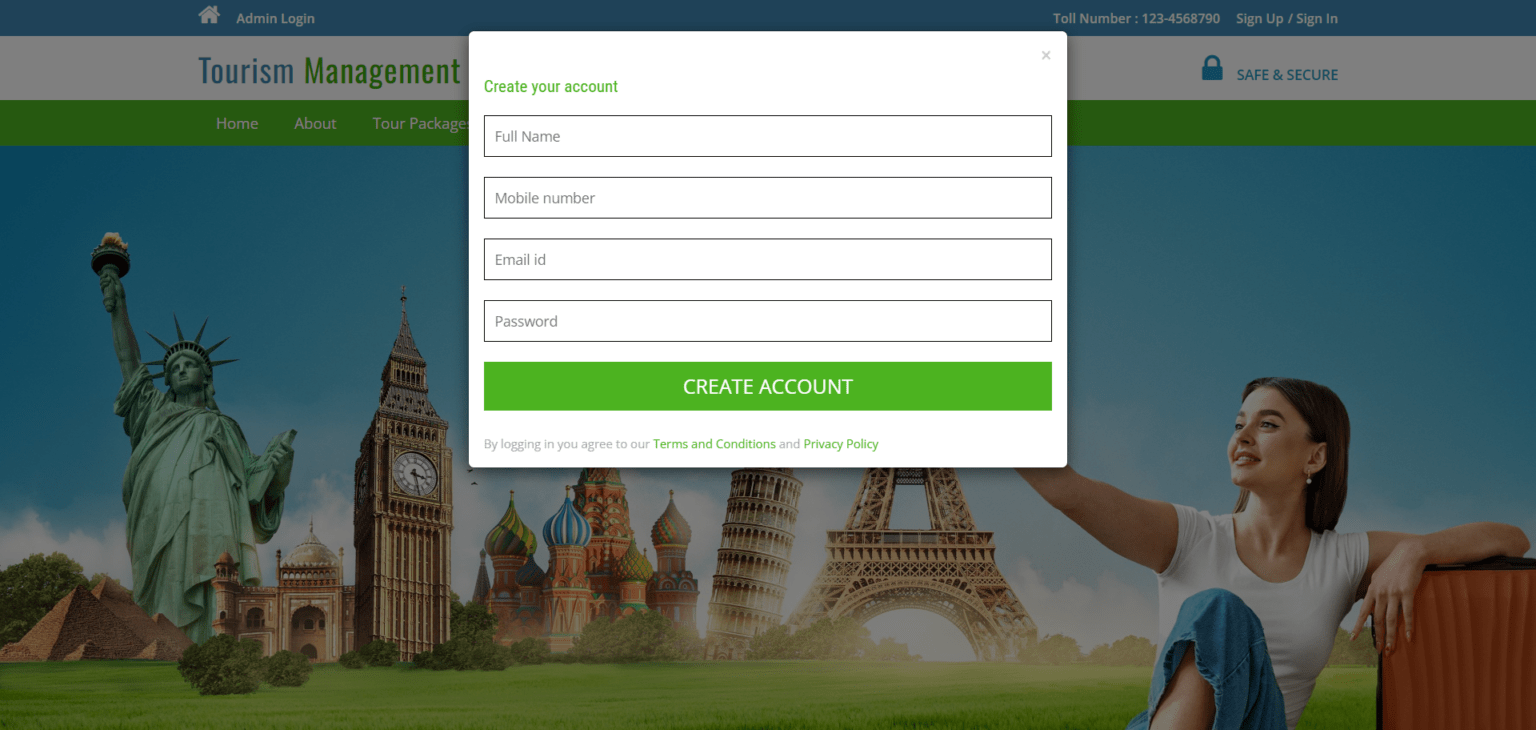 Admin Login
Toll Number : 123-4568790 Sign Up / Sign In
×
Tourism Management
SAFE & SECURE
Create your account
Home About Tour Packages
Full Name
Mobile number
Email id
Password
CREATE ACCOUNT
By logging in you agree to our Terms and Conditions and Privacy Policy